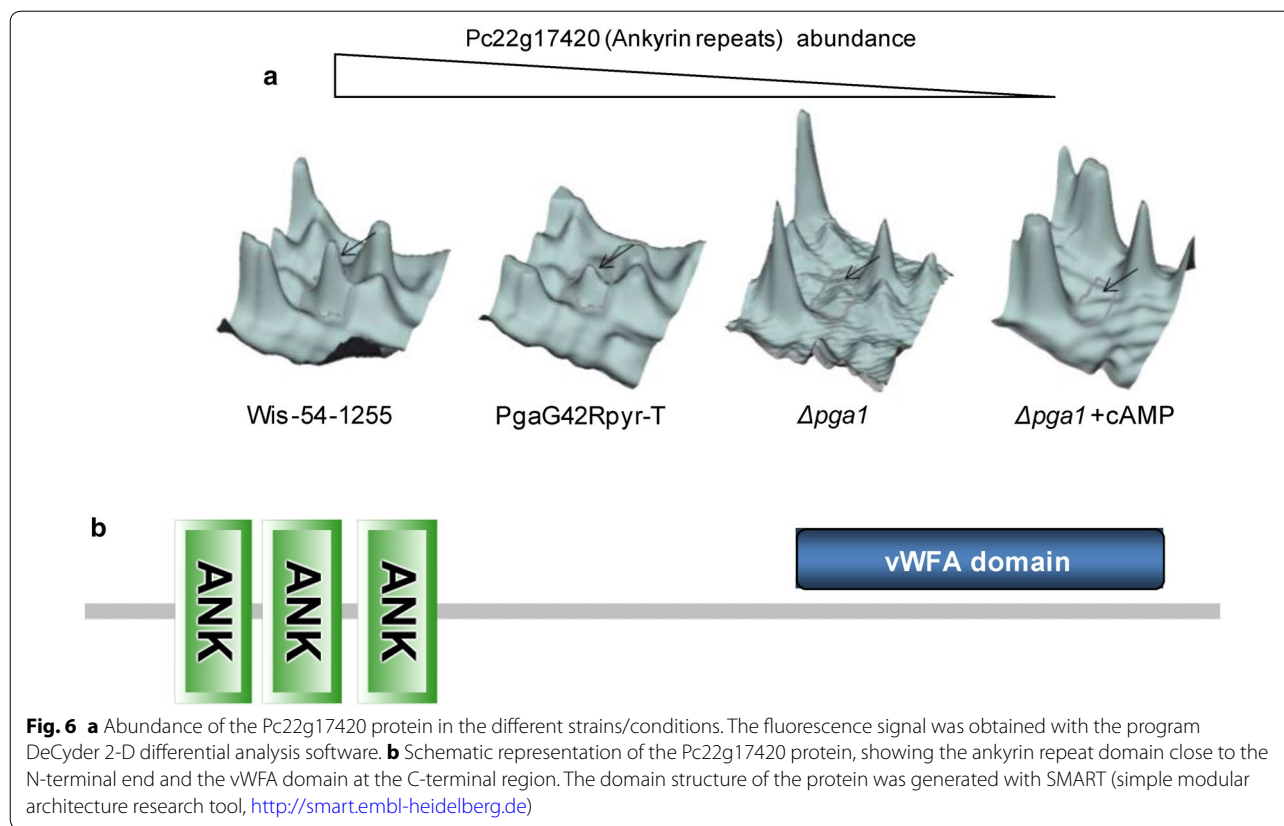 Pc22g17420 (Ankyrin repeats) abundance
a
Wis-54-1255
PgaG42Rpyr-T
Δpga1
Δpga1+cAMP
b
ANK
ANK
ANK
vWFA domain
Fig. 6 a Abundance of the Pc22g17420 protein in the different strains/conditions. The fluorescence signal was obtained with the program
DeCyder 2-D differential analysis software. b Schematic representation of the Pc22g17420 protein, showing the ankyrin repeat domain close to the
N-terminal end and the vWFA domain at the C-terminal region. The domain structure of the protein was generated with SMART (simple modular
architecture research tool, http://smart.embl-heidelberg.de)